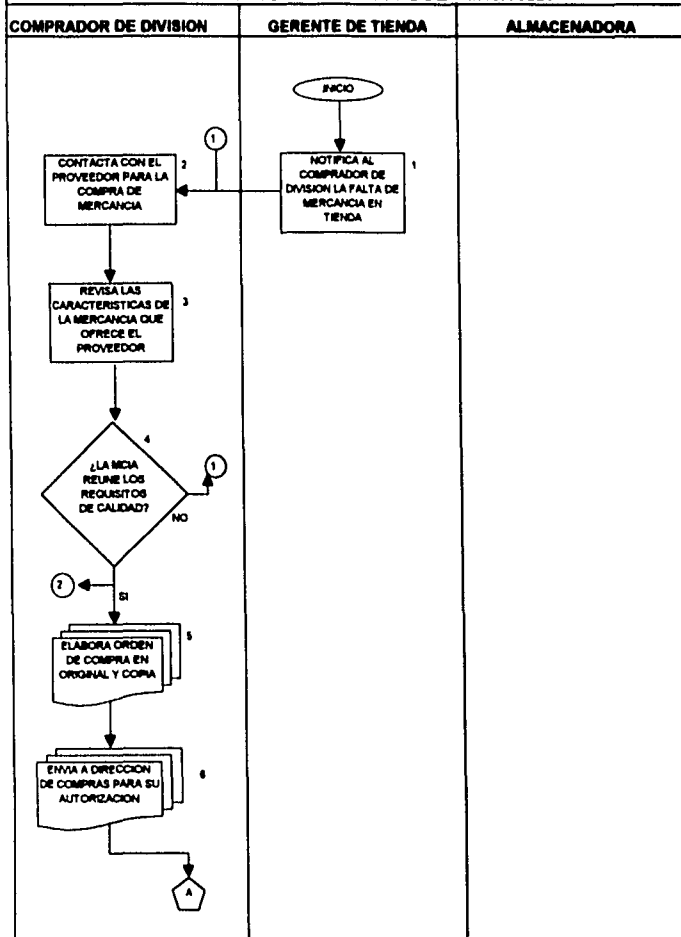 COMPRADOR DE DIVISION
GERENTE DE TIENDA
ALMACENADORA
INICIO
1
NOTIFICA AL
COMPRADOR DE
DIVISION LA FALTA DE
MERCANCIA EN
TIENDA
1
CONTACTA CON EL
PROVEEDOR PARA LA
COMPRA DE
MERCANCIA
2
REVISA LAS
CARACTERISTICAS DE
LA MERCANCIA QUE
OFRECE EL
PROVEEDOR
3
4
¿LA MCIA
REUNE LOS
REQUISITOS
DE CALIDAD?
1
NO
2
SI
ELABORA ORDEN
DE COMPRA EN
ORIGINAL Y COPIA
5
ENVIA A DIRECCION
DE COMPRAS PARA SU
AUTORIZACION
6
A